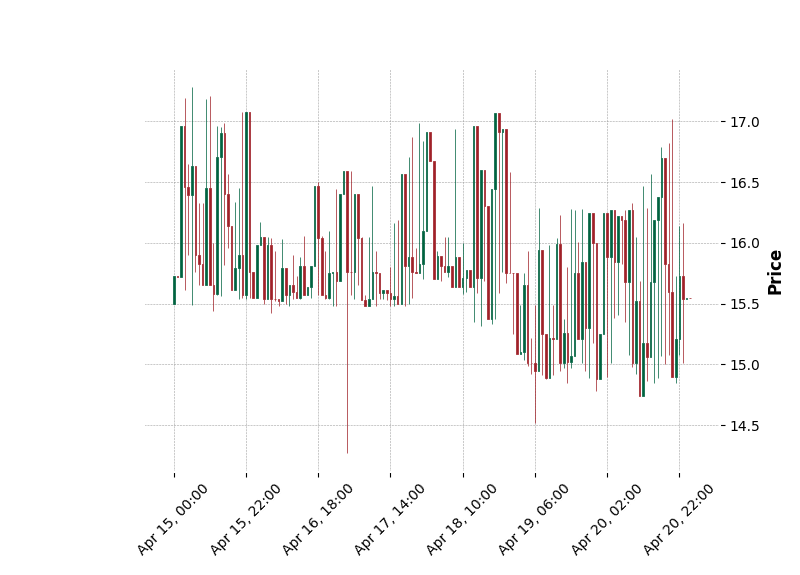 17.0
16.5
16.0
15.5
15.0
14.5
Price
Apr 15, 00:00
Apr 15, 22:00
Apr 16, 18:00
Apr 17, 14:00
Apr 18, 10:00
Apr 19, 06:00
Apr 20, 02:00
Apr 20, 22:00